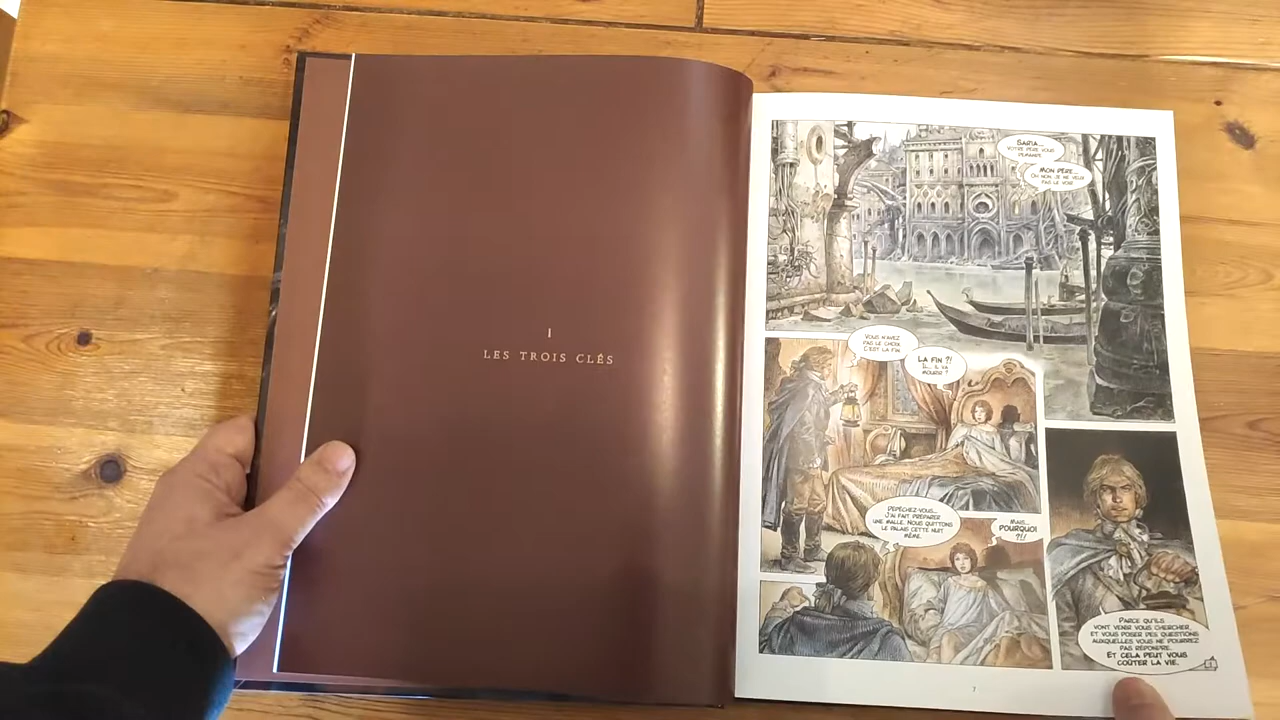 I
LES TROIS CLÉS
SARIA...
VOTRE PÈRE VOUS
DEMANDE
MON PÈRE...
OH NON, JE NE VEUX
PAS LE VOIR
VOUS N'AVEZ
PAS LE CHOIX
C'EST LA FIN
LA FIN ?!
IL... IL VA
MOURIR ?
DÉPÊCHEZ-VOUS...
J'AI FAIT PRÉPARER
UNE MALLE. NOUS QUITTONS
LE PALAIS CETTE NUIT
MÊME.
MAIS...
POURQUOI
?!!
PARCE QU'ILS
VONT VENIR VOUS CHERCHER,
ET VOUS POSER DES QUESTIONS
AUXQUELLES VOUS NE POURREZ
PAS RÉPONDRE.
ET CELA PEUT VOUS
COÛTER LA VIE.
1
7